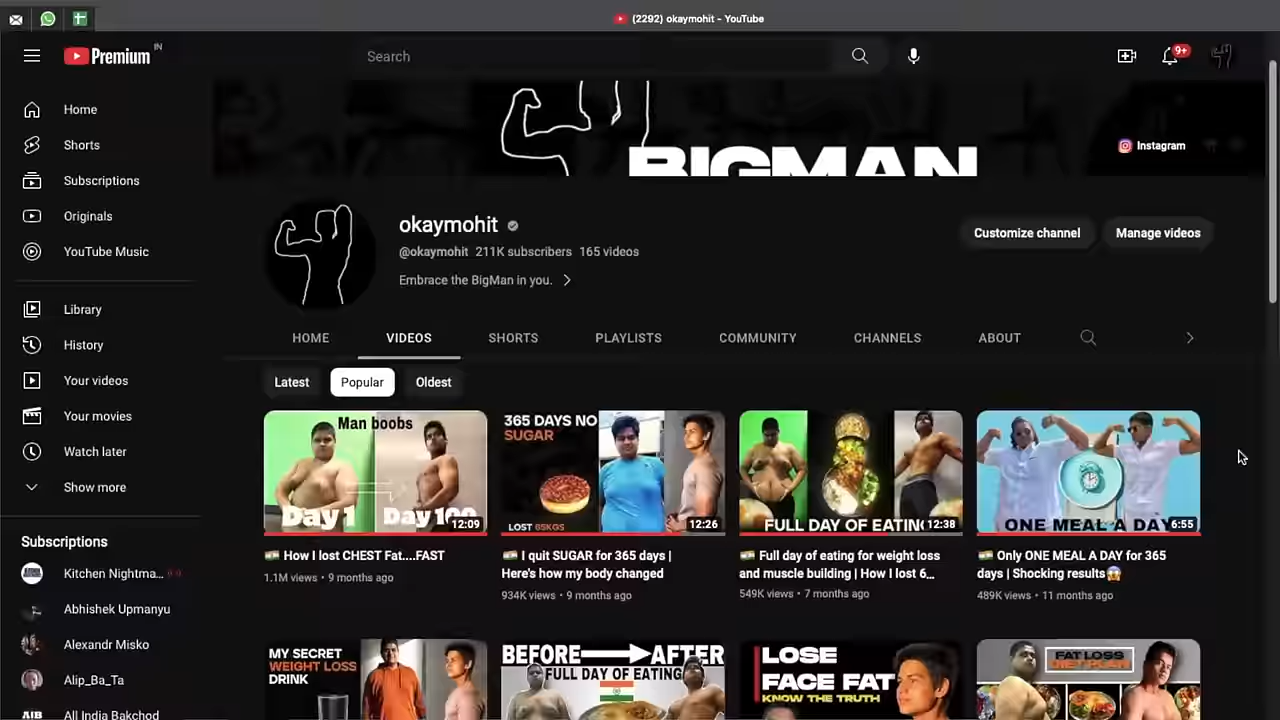 (2292) okaymohit - YouTube
Premium IN
Search
9+
Home
Shorts
Subscriptions
Originals
YouTube Music
Library
History
Your videos
Your movies
Watch later
Show more
Subscriptions
Kitchen Nightma...
Abhishek Upmanyu
Alexandr Misko
Alip_Ba_Ta
AIB All India Bakchod
BIGMAN
Instagram
okaymohit
@okaymohit 211K subscribers 165 videos
Embrace the BigMan in you.
Customize channel Manage videos
HOME VIDEOS SHORTS PLAYLISTS COMMUNITY CHANNELS ABOUT
Latest Popular Oldest
Man boobs
Day 1 Day 100
12:09
🇮🇳 How I lost CHEST Fat....FAST
1.1M views • 9 months ago
365 DAYS NO
SUGAR
LOST 65KGS
12:26
🇮🇳 I quit SUGAR for 365 days |
Here's how my body changed
934K views • 9 months ago
FULL DAY OF EATING
12:38
🇮🇳 Full day of eating for weight loss
and muscle building | How I lost 6...
549K views • 7 months ago
ONE MEAL A DAY
6:55
🇮🇳 Only ONE MEAL A DAY for 365
days | Shocking results😱
489K views • 11 months ago
MY SECRET
WEIGHT LOSS
DRINK
BEFORE AFTER
FULL DAY OF EATING
LOSE
FACE FAT
KNOW THE TRUTH
FAT LOSS
DIET PLAN